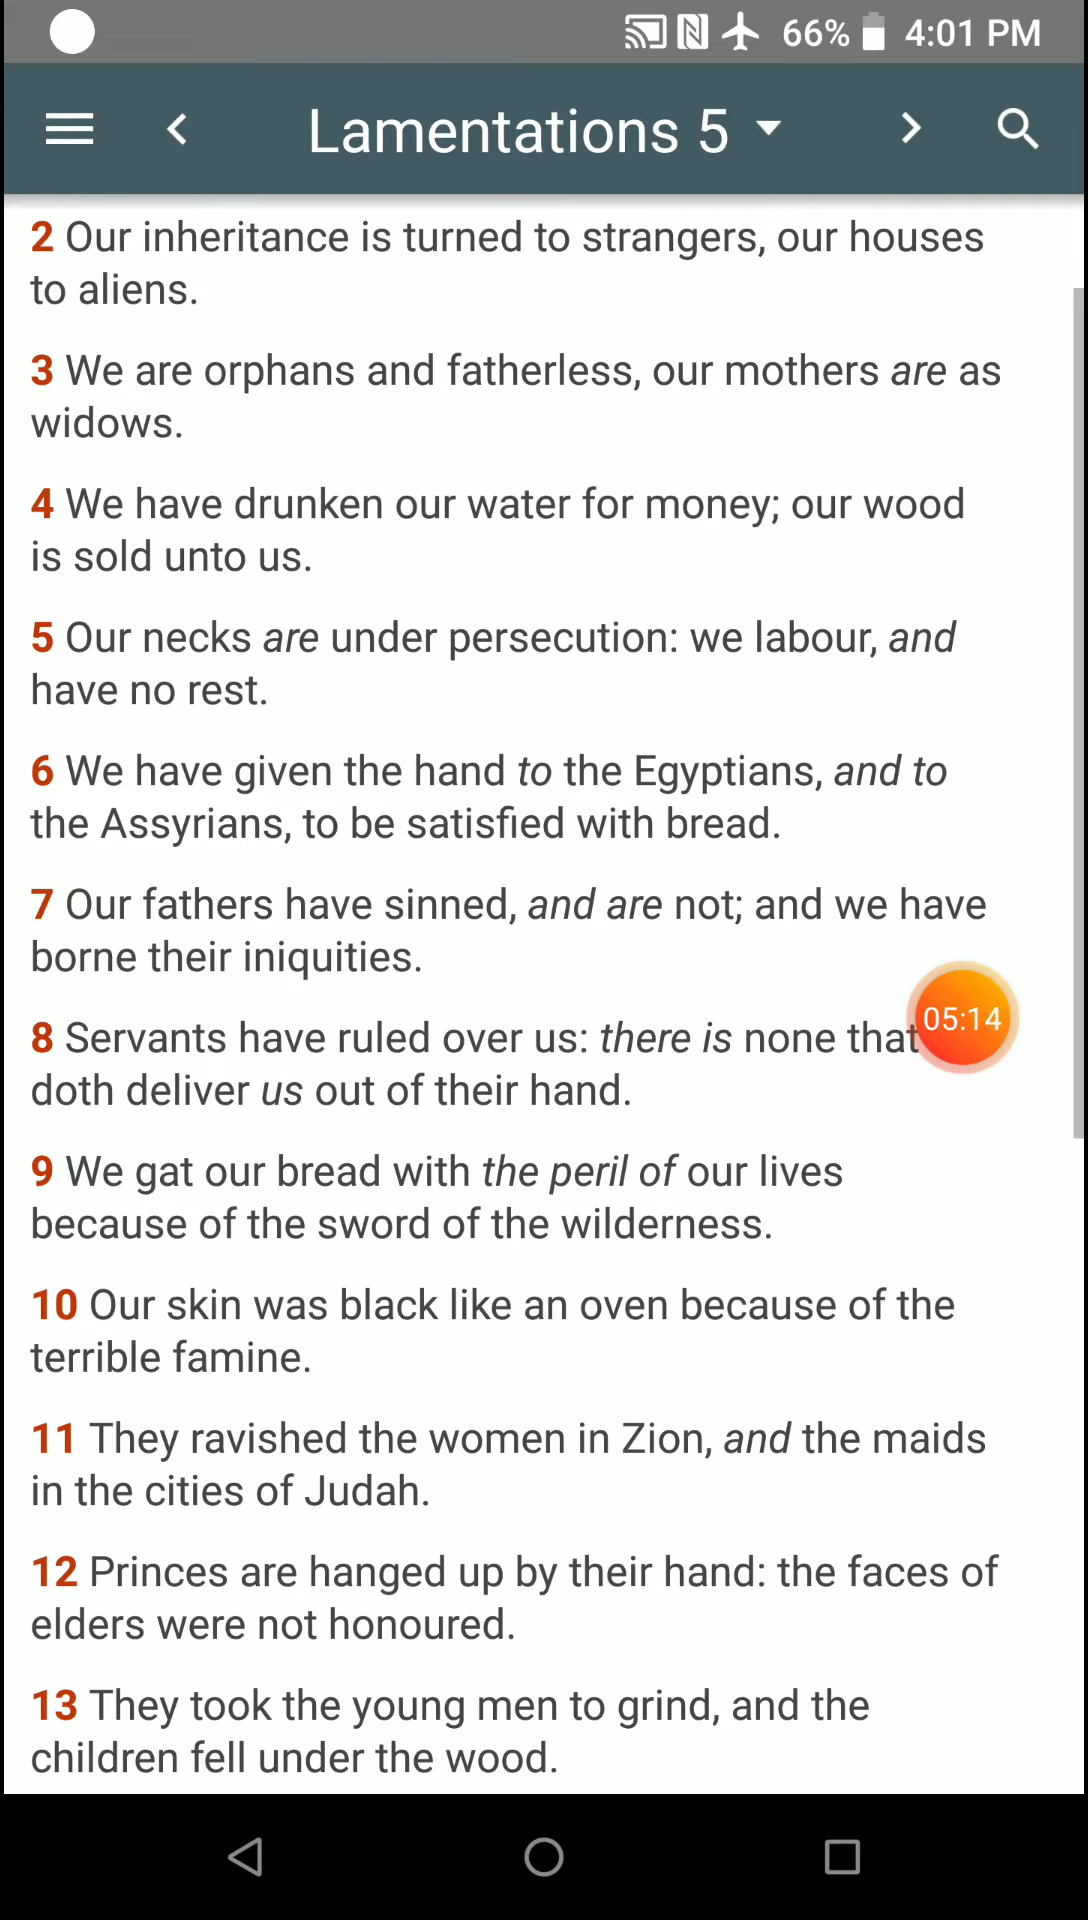 66% 4:01 PM
Lamentations 5
2 Our inheritance is turned to strangers, our houses
to aliens.
3 We are orphans and fatherless, our mothers are as
widows.
4 We have drunken our water for money; our wood
is sold unto us.
5 Our necks are under persecution: we labour, and
have no rest.
6 We have given the hand to the Egyptians, and to
the Assyrians, to be satisfied with bread.
7 Our fathers have sinned, and are not; and we have
borne their iniquities.
8 Servants have ruled over us: there is none that
05:14
doth deliver us out of their hand.
9 We gat our bread with the peril of our lives
because of the sword of the wilderness.
10 Our skin was black like an oven because of the
terrible famine.
11 They ravished the women in Zion, and the maids
in the cities of Judah.
12 Princes are hanged up by their hand: the faces of
elders were not honoured.
13 They took the young men to grind, and the
children fell under the wood.